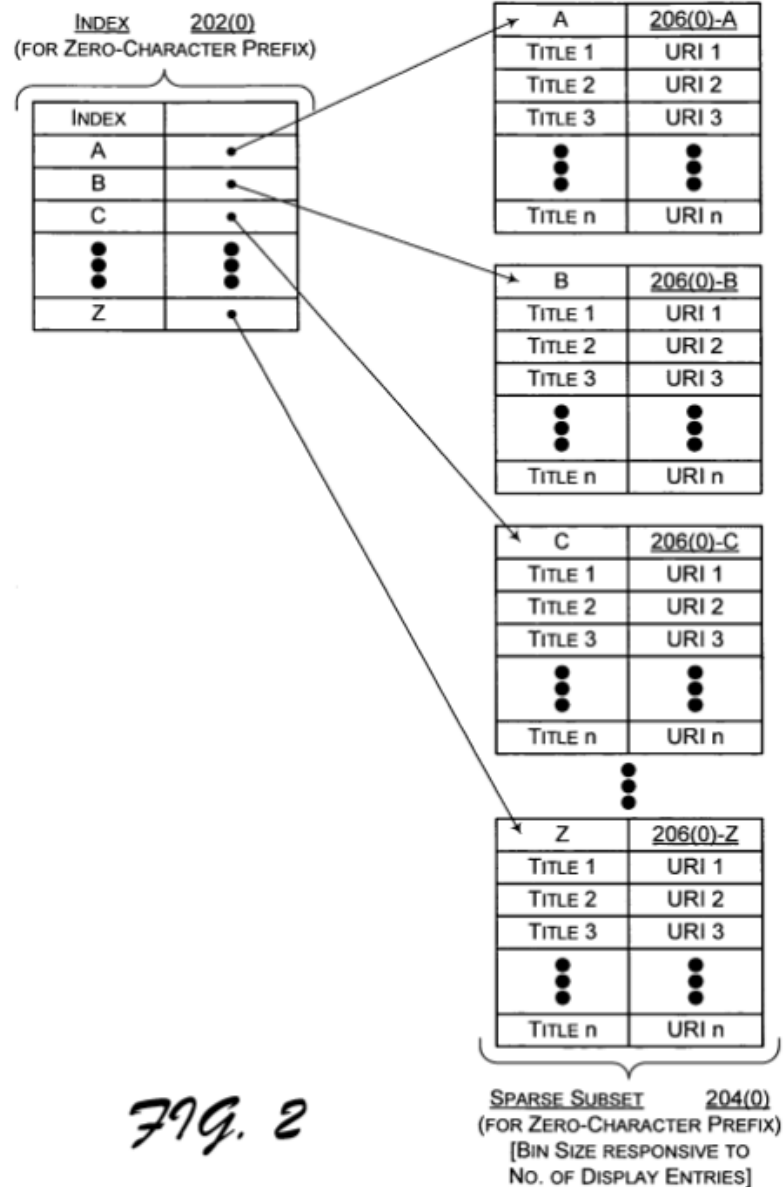 INDEX 202(0)
(FOR ZERO-CHARACTER PREFIX)
INDEX
A
B
C
Z
A 206(0)-A
TITLE 1 URI 1
TITLE 2 URI 2
TITLE 3 URI 3
TITLE n URI n
B 206(0)-B
TITLE 1 URI 1
TITLE 2 URI 2
TITLE 3 URI 3
TITLE n URI n
C 206(0)-C
TITLE 1 URI 1
TITLE 2 URI 2
TITLE 3 URI 3
TITLE n URI n
Z 206(0)-Z
TITLE 1 URI 1
TITLE 2 URI 2
TITLE 3 URI 3
TITLE n URI n
SPARSE SUBSET 204(0)
(FOR ZERO-CHARACTER PREFIX)
[BIN SIZE RESPONSIVE TO
NO. OF DISPLAY ENTRIES]
FIG. 2